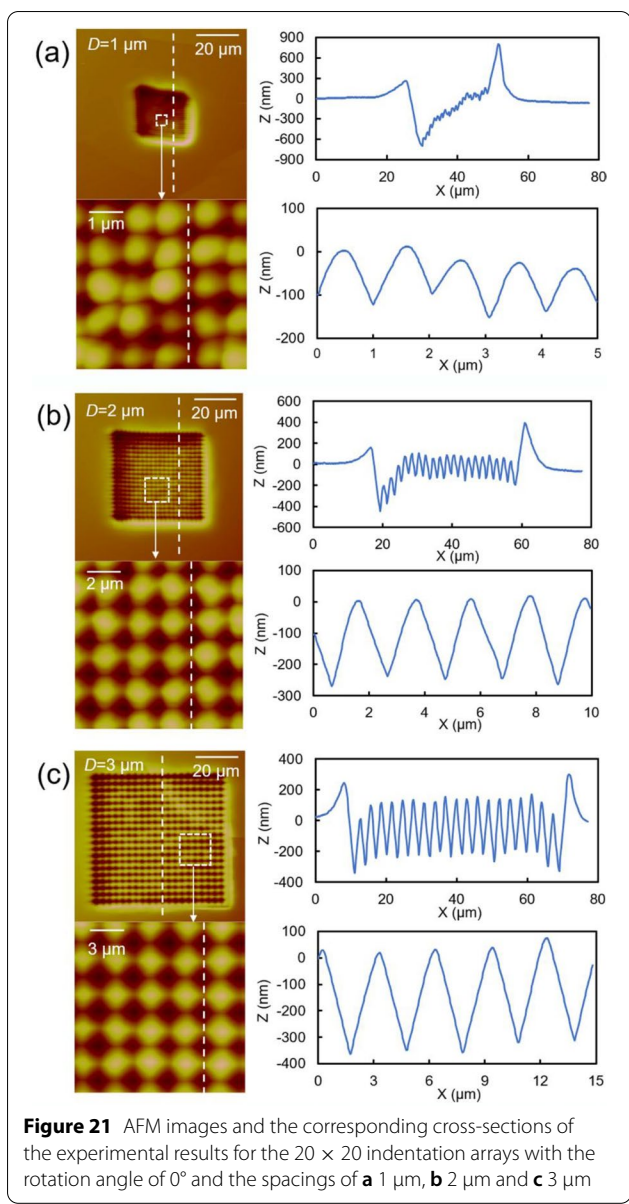 (a)
D=1 μm
20 μm
900
600
300
0
-300
-600
-900
Z (nm)
0 20 40 60 80
X (μm)
1 μm
100
0
-100
-200
Z (nm)
0 1 2 3 4 5
X (μm)
(b)
D=2 μm
20 μm
600
400
200
0
-200
-400
-600
Z (nm)
0 20 40 60 80
X (μm)
2 μm
100
0
-100
-200
-300
Z (nm)
0 2 4 6 8 10
X (μm)
(c)
D=3 μm
20 μm
400
200
0
-200
-400
Z (nm)
0 20 40 60 80
X (μm)
3 μm
100
0
-100
-200
-300
-400
Z (nm)
0 3 6 9 12 15
X (μm)
Figure 21 AFM images and the corresponding cross-sections of
the experimental results for the 20 × 20 indentation arrays with the
rotation angle of 0° and the spacings of a 1 μm, b 2 μm and c 3 μm